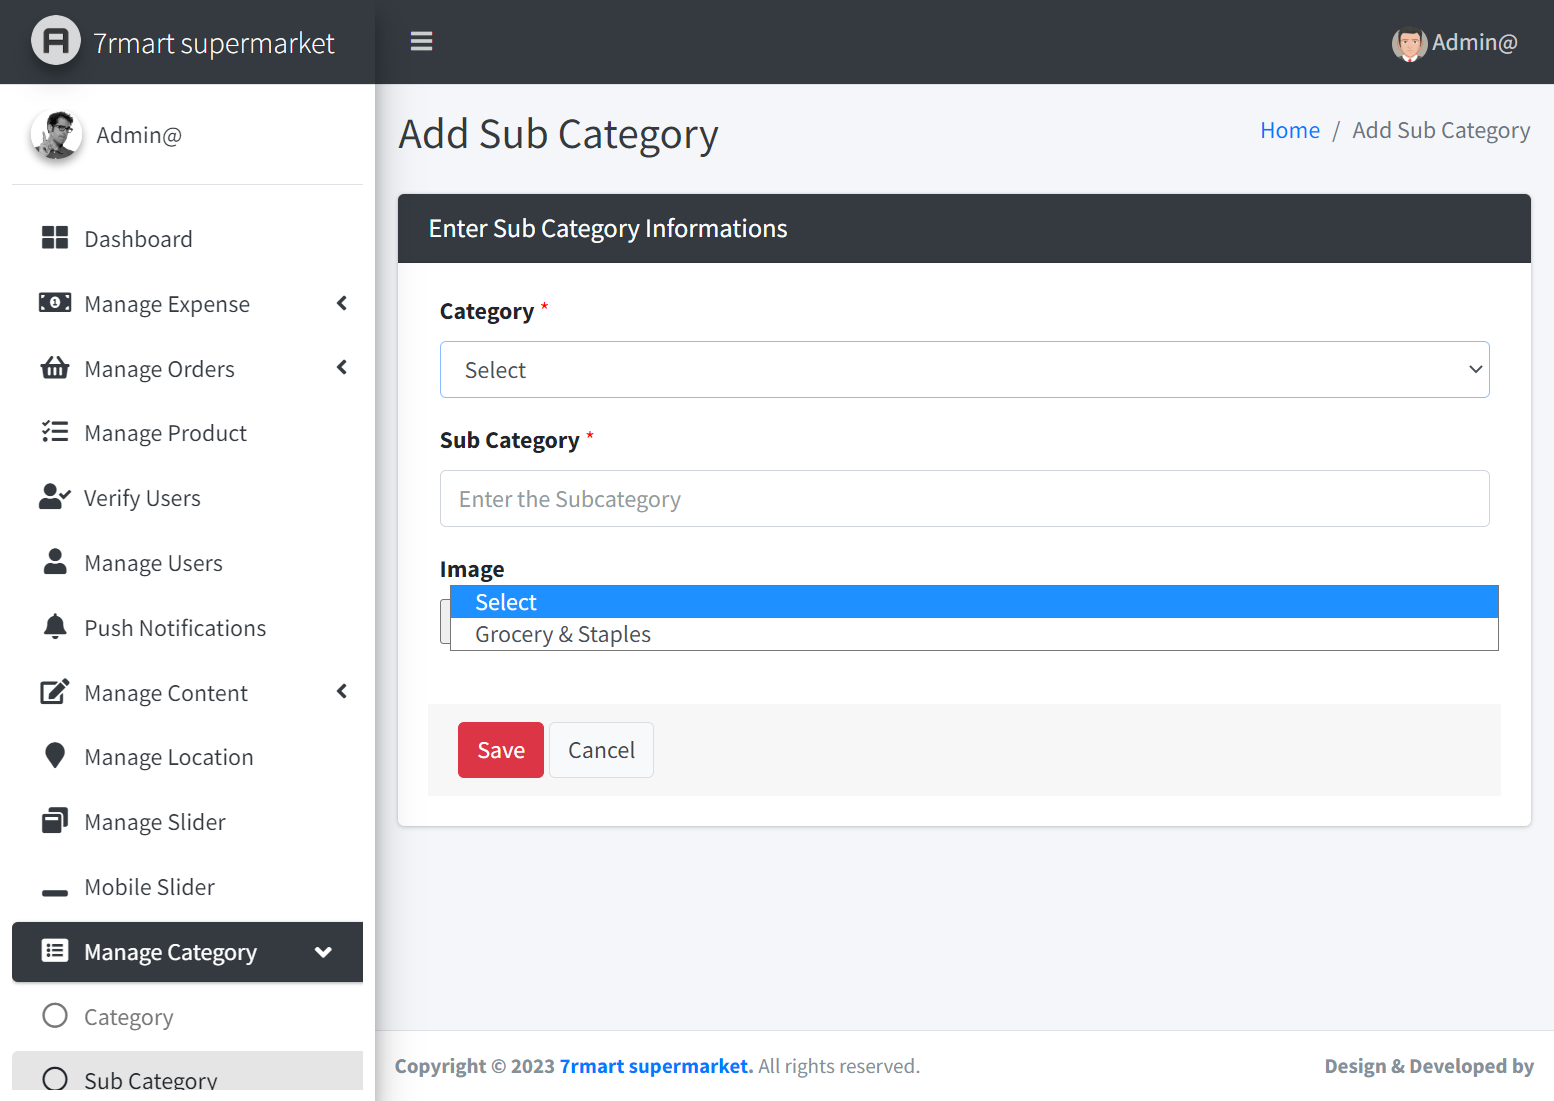 7rmart supermarket
Admin@
Admin@
Dashboard
Manage Expense
Manage Orders
Manage Product
Verify Users
Manage Users
Push Notifications
Manage Content
Manage Location
Manage Slider
Mobile Slider
Manage Category
Category
Sub Category
Add Sub Category
Home / Add Sub Category
Enter Sub Category Informations
Category *
Select
Sub Category *
Enter the Subcategory
Image
Select
Grocery & Staples
Save Cancel
Copyright © 2023 7rmart supermarket. All rights reserved.
Design & Developed by